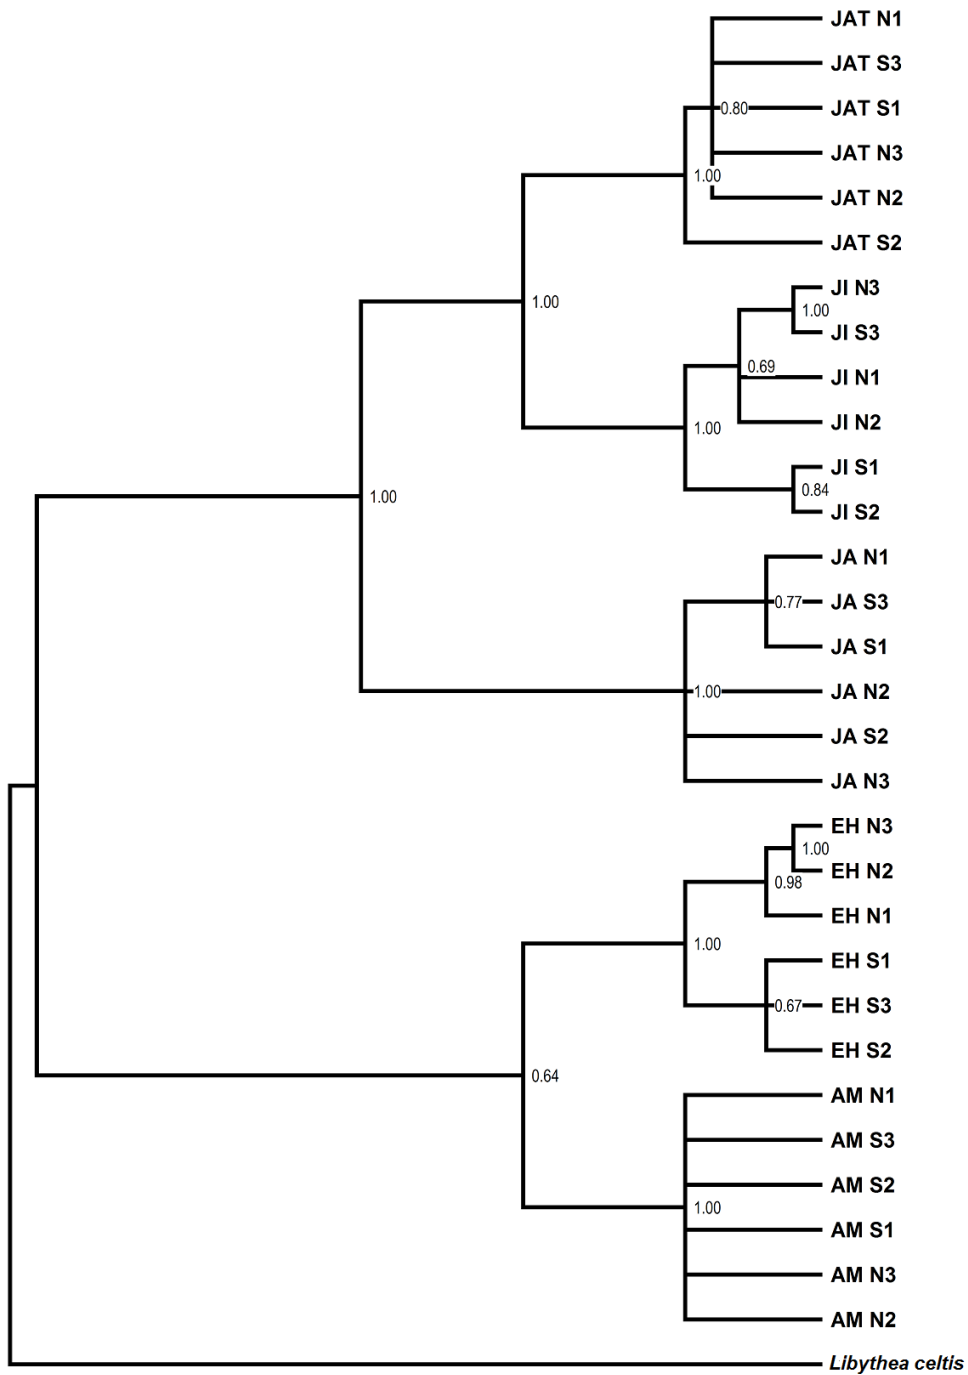 JAT N1
JAT S3
0.80 JAT S1
JAT N3
1.00
JAT N2
JAT S2
JI N3
1.00
1.00
JI S3
0.69
JI N1
JI N2
1.00
JI S1
0.84
1.00
JI S2
JA N1
0.77 JA S3
JA S1
1.00 JA N2
JA S2
JA N3
EH N3
1.00
EH N2
0.98
EH N1
1.00
EH S1
0.67 EH S3
EH S2
0.64
AM N1
AM S3
AM S2
1.00
AM S1
AM N3
AM N2
Libythea celtis